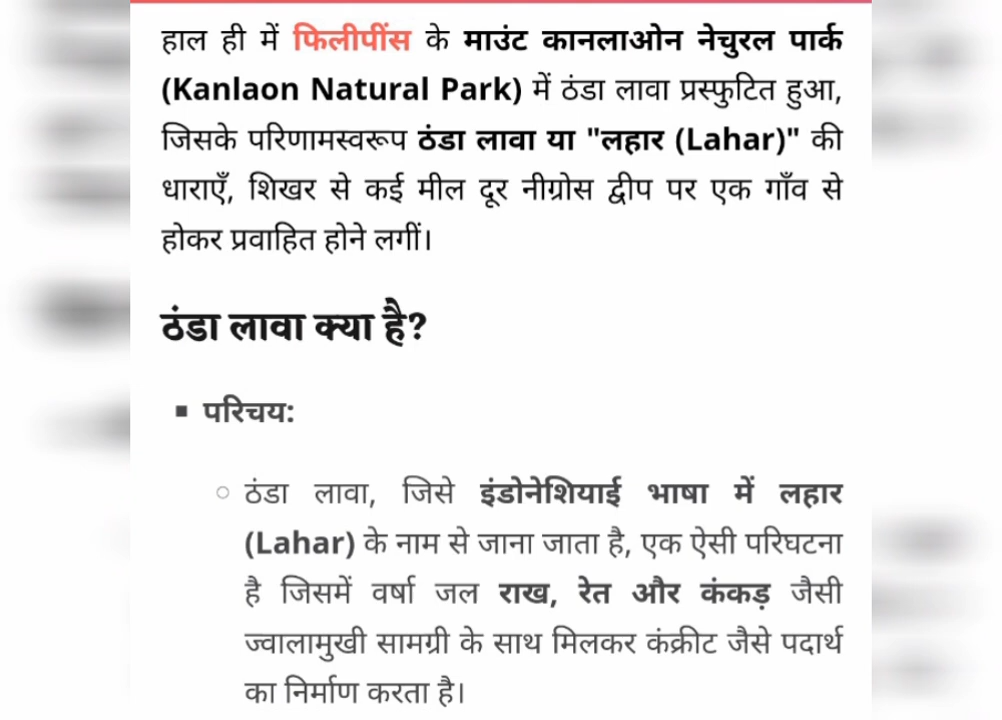 हाल ही में फिलीपींस के माउंट कानलाओन नेचुरल पार्क
(Kanlaon Natural Park) में ठंडा लावा प्रस्फुटित हुआ,
जिसके परिणामस्वरूप ठंडा लावा या "लहार (Lahar)" की
धाराएँ, शिखर से कई मील दूर नीग्रोस द्वीप पर एक गाँव से
होकर प्रवाहित होने लगीं।
ठंडा लावा क्या है?
▪ परिचय:
○ ठंडा लावा, जिसे इंडोनेशियाई भाषा में लहार
(Lahar) के नाम से जाना जाता है, एक ऐसी परिघटना
है जिसमें वर्षा जल राख, रेत और कंकड़ जैसी
ज्वालामुखी सामग्री के साथ मिलकर कंक्रीट जैसे पदार्थ
का निर्माण करता है।